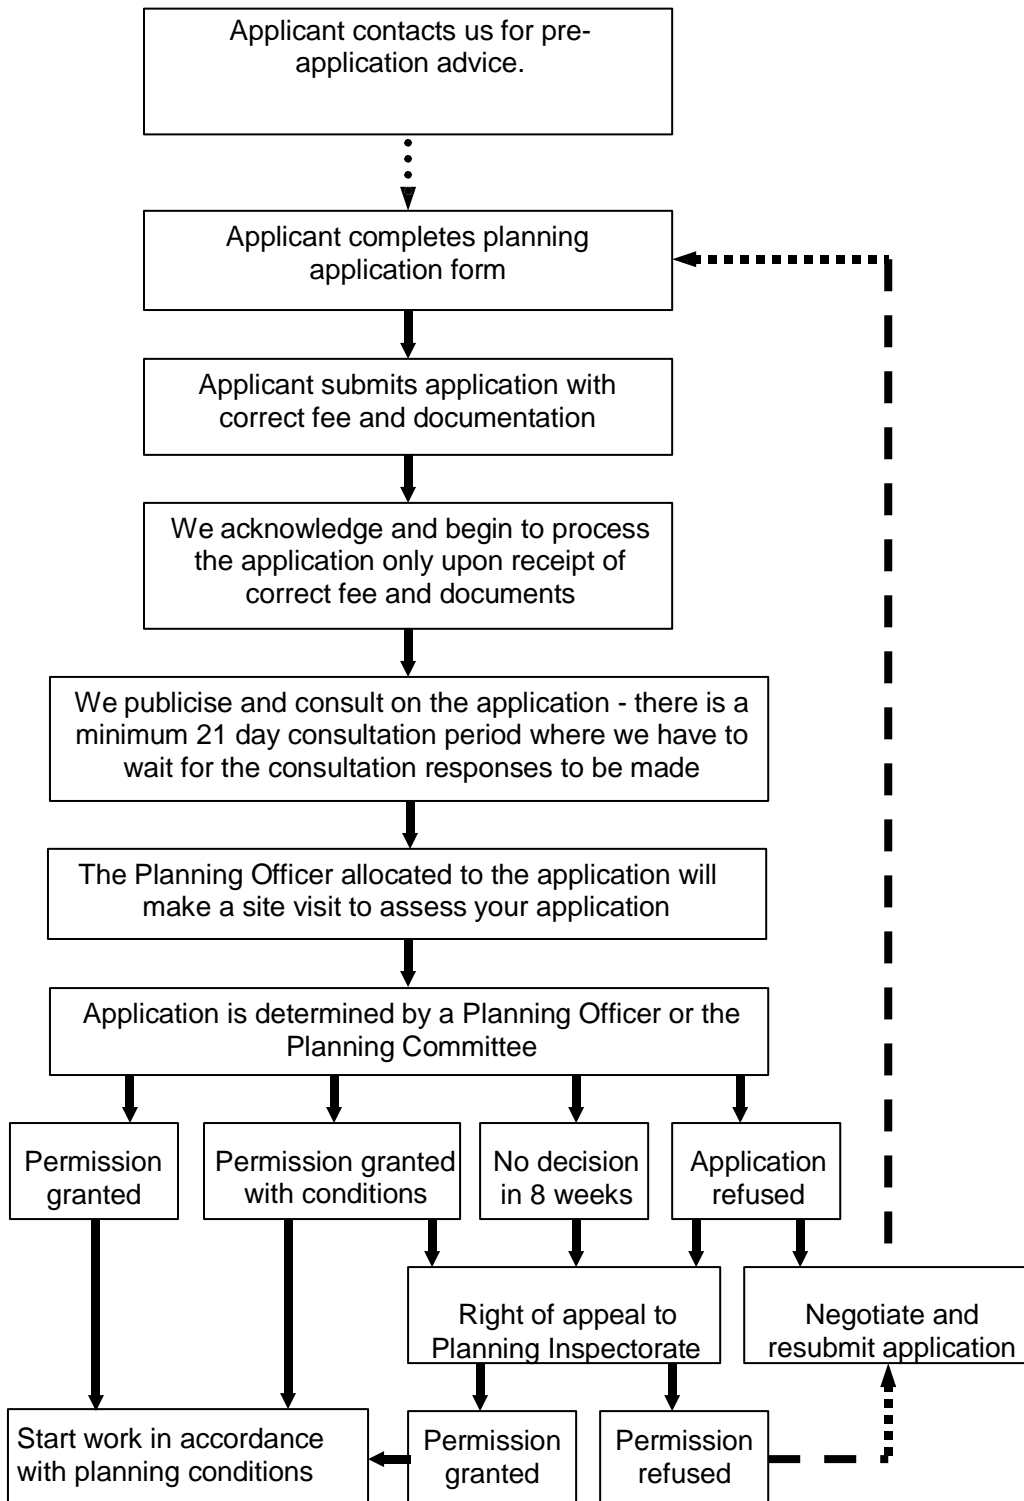 Applicant contacts us for pre-
application advice.
Applicant completes planning
application form
Applicant submits application with
correct fee and documentation
We acknowledge and begin to process
the application only upon receipt of
correct fee and documents
We publicise and consult on the application - there is a
minimum 21 day consultation period where we have to
wait for the consultation responses to be made
The Planning Officer allocated to the application will
make a site visit to assess your application
Application is determined by a Planning Officer or the
Planning Committee
Permission
granted
Permission granted
with conditions
No decision
in 8 weeks
Application
refused
Right of appeal to
Planning Inspectorate
Negotiate and
resubmit application
Start work in accordance
with planning conditions
Permission
granted
Permission
refused